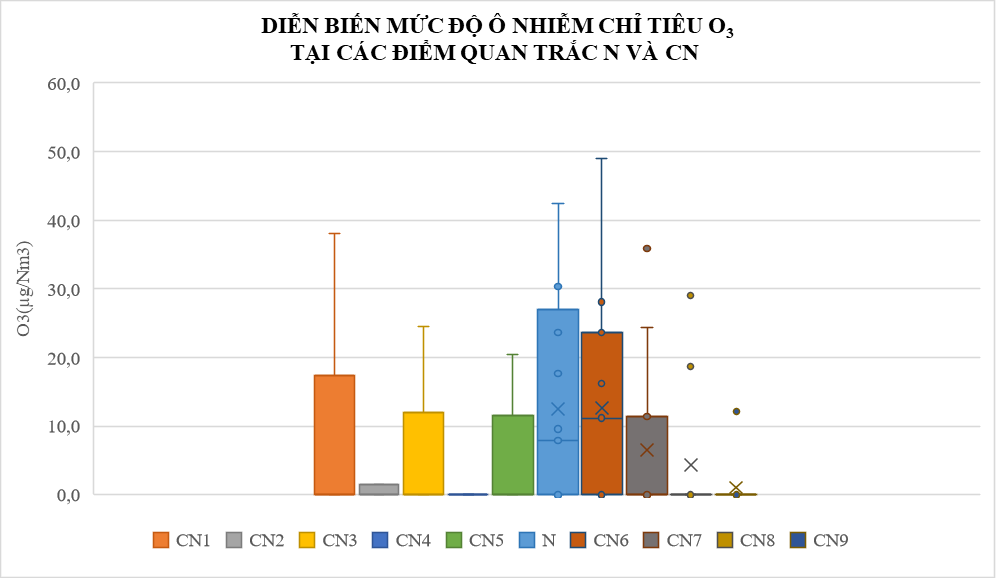 DIỄN BIẾN MỨC ĐỘ Ô NHIỄM CHỈ TIÊU O₃
TẠI CÁC ĐIỂM QUAN TRẮC N VÀ CN
60,0
50,0
40,0
30,0
20,0
10,0
0,0
O3(µg/Nm3)
CN1 CN2 CN3 CN4 CN5 N CN6 CN7 CN8 CN9